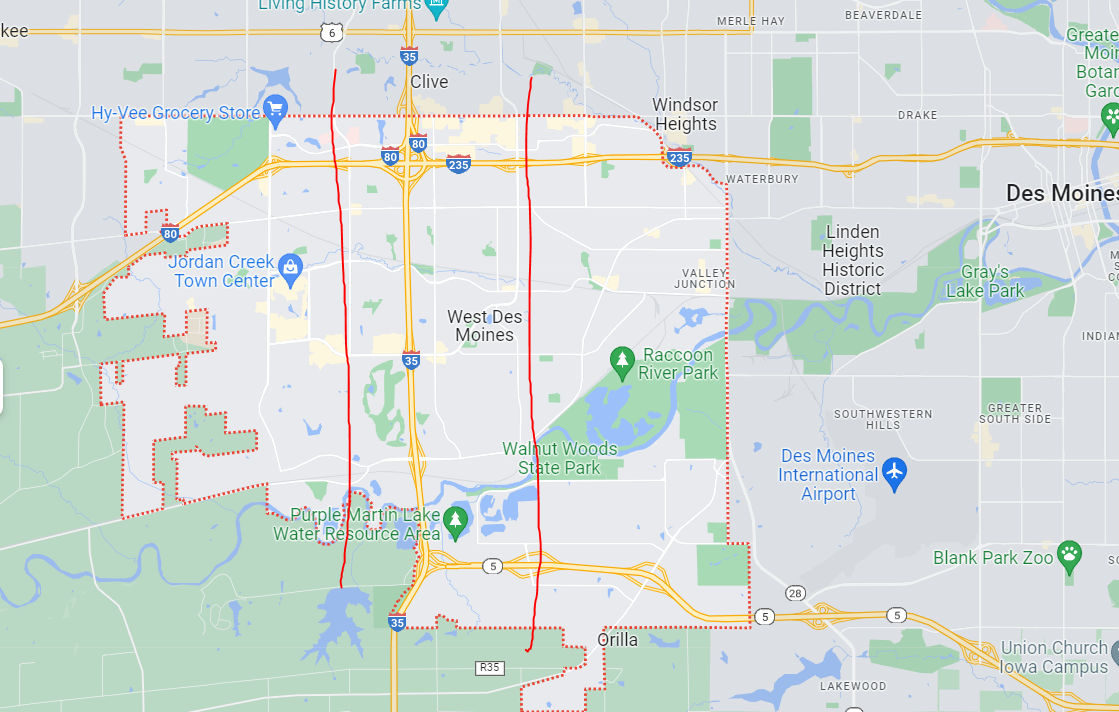 Living History Farms
kee
6
35
MERLE HAY
BEAVERDALE
Greate
Moin
Botan
Gard
Clive
Hy-Vee Grocery Store
Windsor
Heights
DRAKE
80
80
235
235
WATERBURY
Des Moines
80
Linden
Heights
Historic
District
Jordan Creek
Town Center
VALLEY
JUNCTION
Gray's
Lake Park
West Des
Moines
INDIAN
35
Raccoon
River Park
SOUTHWESTERN
HILLS
GREATER
SOUTH SIDE
Walnut Woods
State Park
Des Moines
International
Airport
Purple Martin Lake
Water Resource Area
5
Blank Park Zoo
28
35
5
5
Orilla
R35
Union Church
Iowa Campus
LAKEWOOD